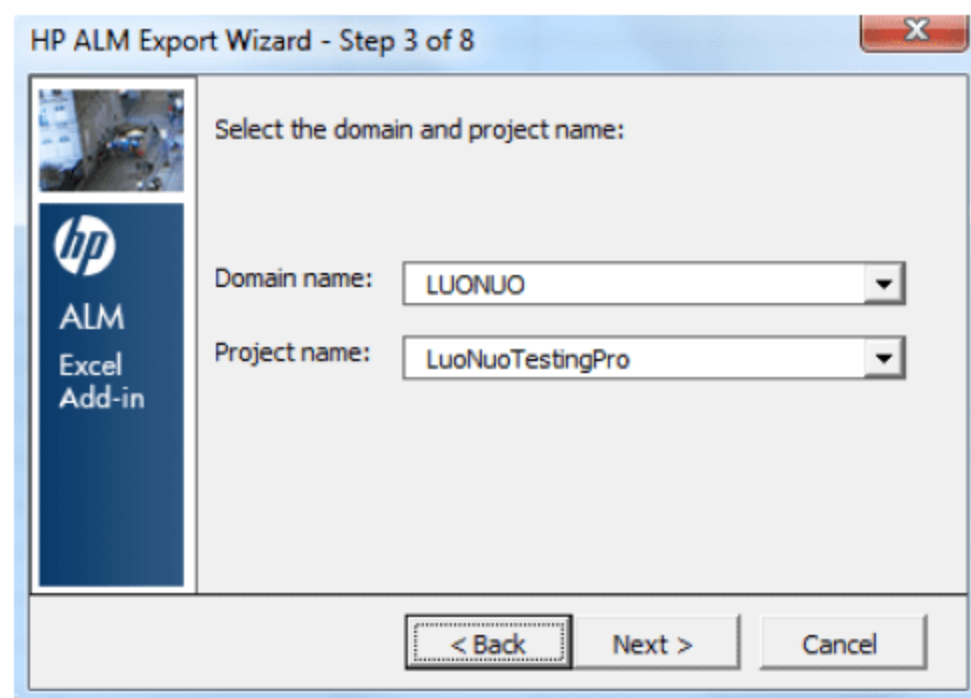 HP ALM Export Wizard - Step 3 of 8
Select the domain and project name:
hp
ALM
Excel
Add-in
Domain name: LUONUO
Project name: LuoNuoTestingPro
< Back Next > Cancel